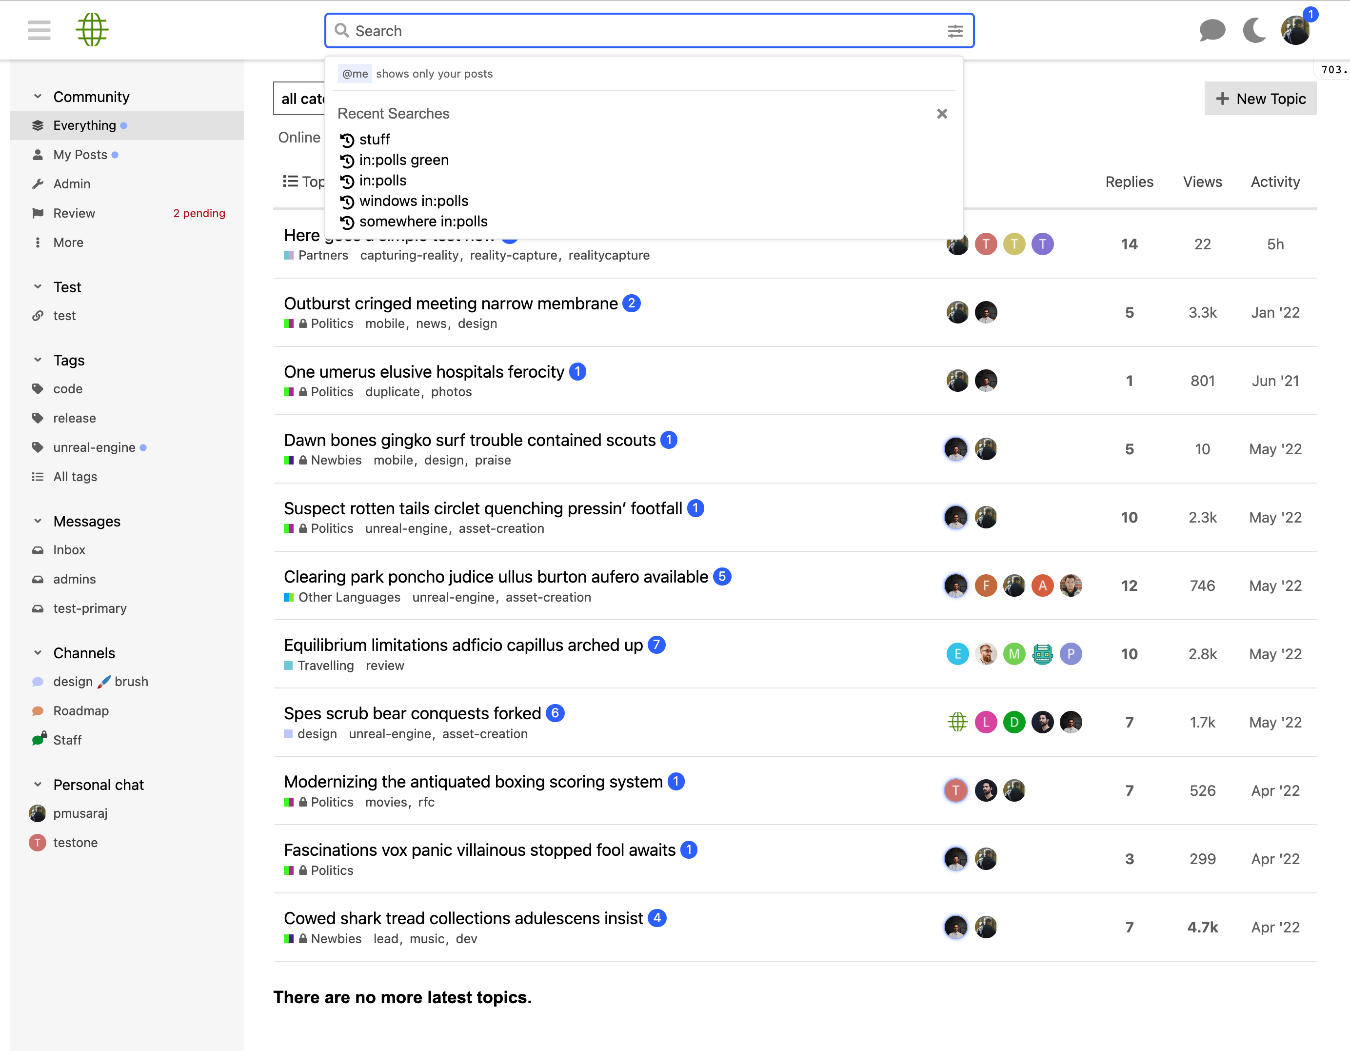 Search
1
703.
@me shows only your posts
Recent Searches
stuff
in:polls green
in:polls
windows in:polls
somewhere in:polls
Community
Everything
My Posts
Admin
Review 2 pending
More
Test
test
Tags
code
release
unreal-engine
All tags
Messages
Inbox
admins
test-primary
Channels
design brush
Roadmap
Staff
Personal chat
pmusaraj
T testone
all cat
+ New Topic
Online
Top
Replies Views Activity
Here
T T T 14 22 5h
Partners capturing-reality, reality-capture, realitycapture
Outburst cringed meeting narrow membrane 2
5 3.3k Jan '22
Politics mobile, news, design
One umerus elusive hospitals ferocity 1
1 801 Jun '21
Politics duplicate, photos
Dawn bones gingko surf trouble contained scouts 1
5 10 May '22
Newbies mobile, design, praise
Suspect rotten tails circlet quenching pressin’ footfall 1
10 2.3k May '22
Politics unreal-engine, asset-creation
Clearing park poncho judice ullus burton aufero available 5
F A 12 746 May '22
Other Languages unreal-engine, asset-creation
Equilibrium limitations adficio capillus arched up 7
E M P 10 2.8k May '22
Travelling review
Spes scrub bear conquests forked 6
L D 7 1.7k May '22
design unreal-engine, asset-creation
Modernizing the antiquated boxing scoring system 1
T 7 526 Apr '22
Politics movies, rfc
Fascinations vox panic villainous stopped fool awaits 1
3 299 Apr '22
Politics
Cowed shark tread collections adulescens insist 4
7 4.7k Apr '22
Newbies lead, music, dev
There are no more latest topics.